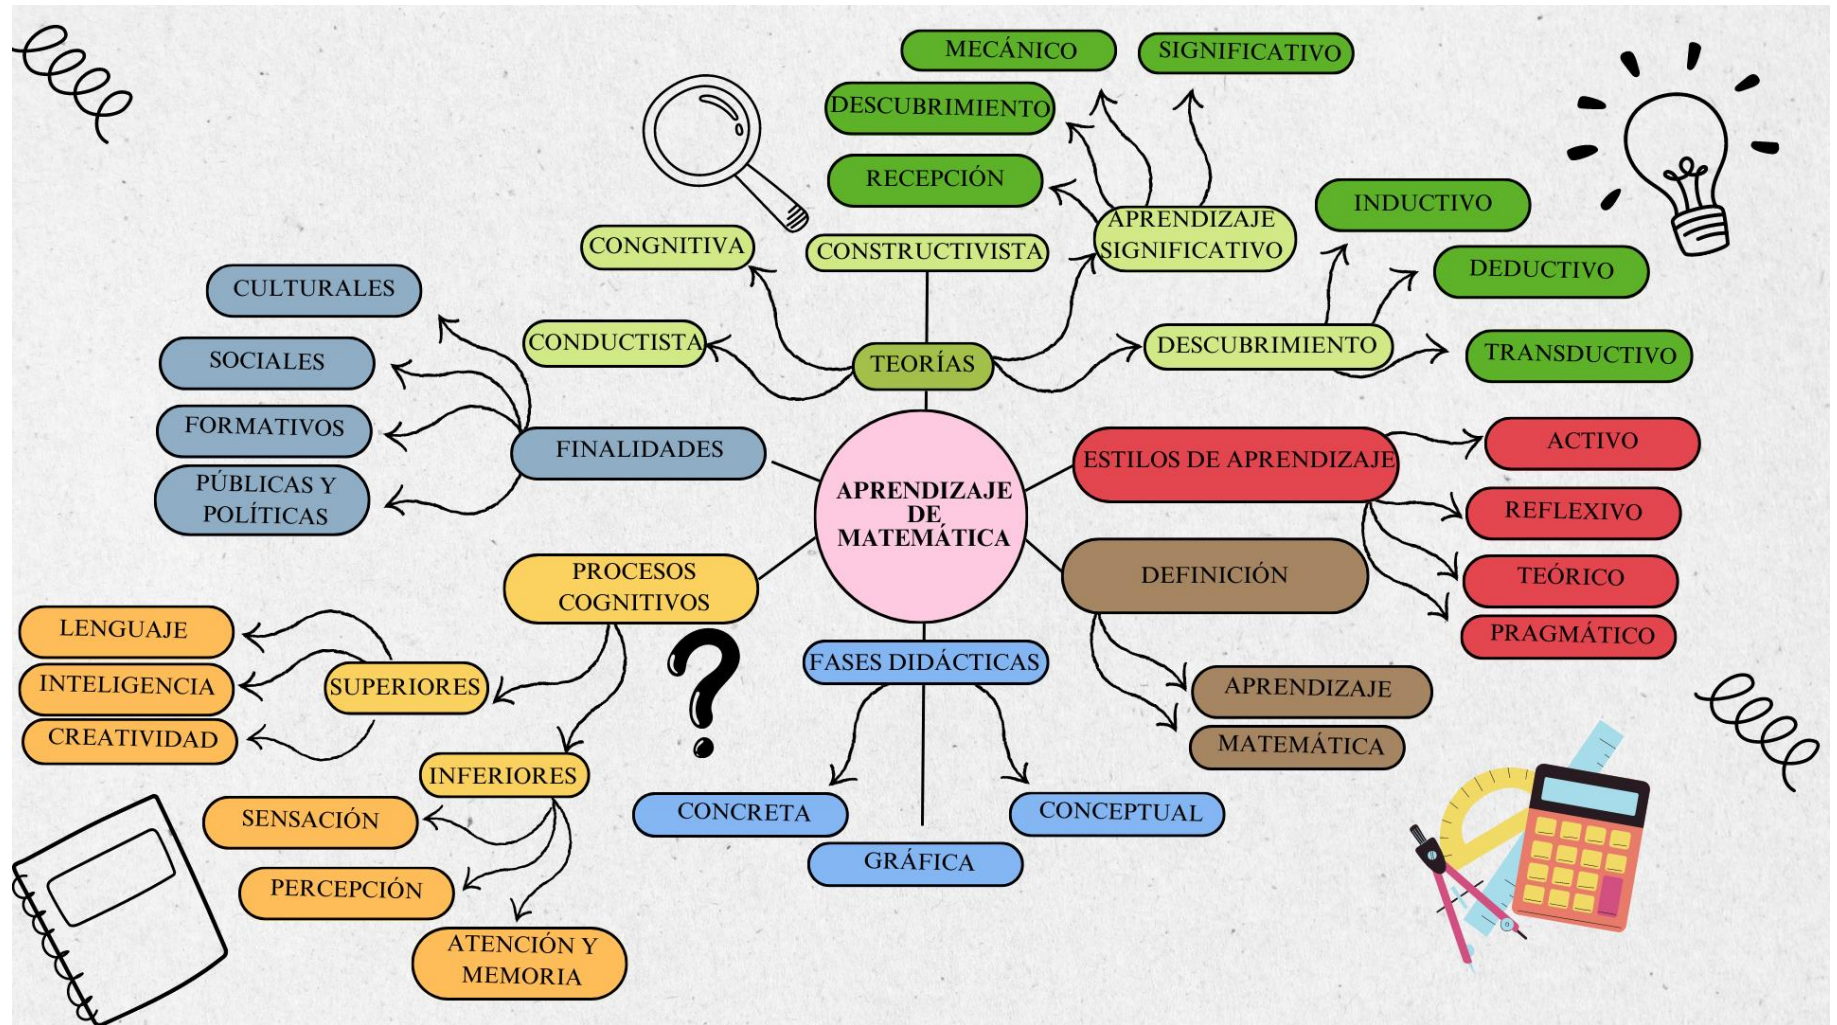 MECÁNICO
SIGNIFICATIVO
DESCUBRIMIENTO
RECEPCIÓN
APRENDIZAJE
SIGNIFICATIVO
INDUCTIVO
DEDUCTIVO
TRANSDUCTIVO
CONGNITIVA
CONSTRUCTIVISTA
CONDUCTISTA
TEORÍAS
DESCUBRIMIENTO
CULTURALES
SOCIALES
FORMATIVOS
PÚBLICAS Y
POLÍTICAS
FINALIDADES
APRENDIZAJE
DE
MATEMÁTICA
ESTILOS DE APRENDIZAJE
ACTIVO
REFLEXIVO
TEÓRICO
PRAGMÁTICO
DEFINICIÓN
APRENDIZAJE
MATEMÁTICA
PROCESOS
COGNITIVOS
SUPERIORES
LENGUAJE
INTELIGENCIA
CREATIVIDAD
INFERIORES
SENSACIÓN
PERCEPCIÓN
ATENCIÓN Y
MEMORIA
FASES DIDÁCTICAS
CONCRETA
GRÁFICA
CONCEPTUAL
?